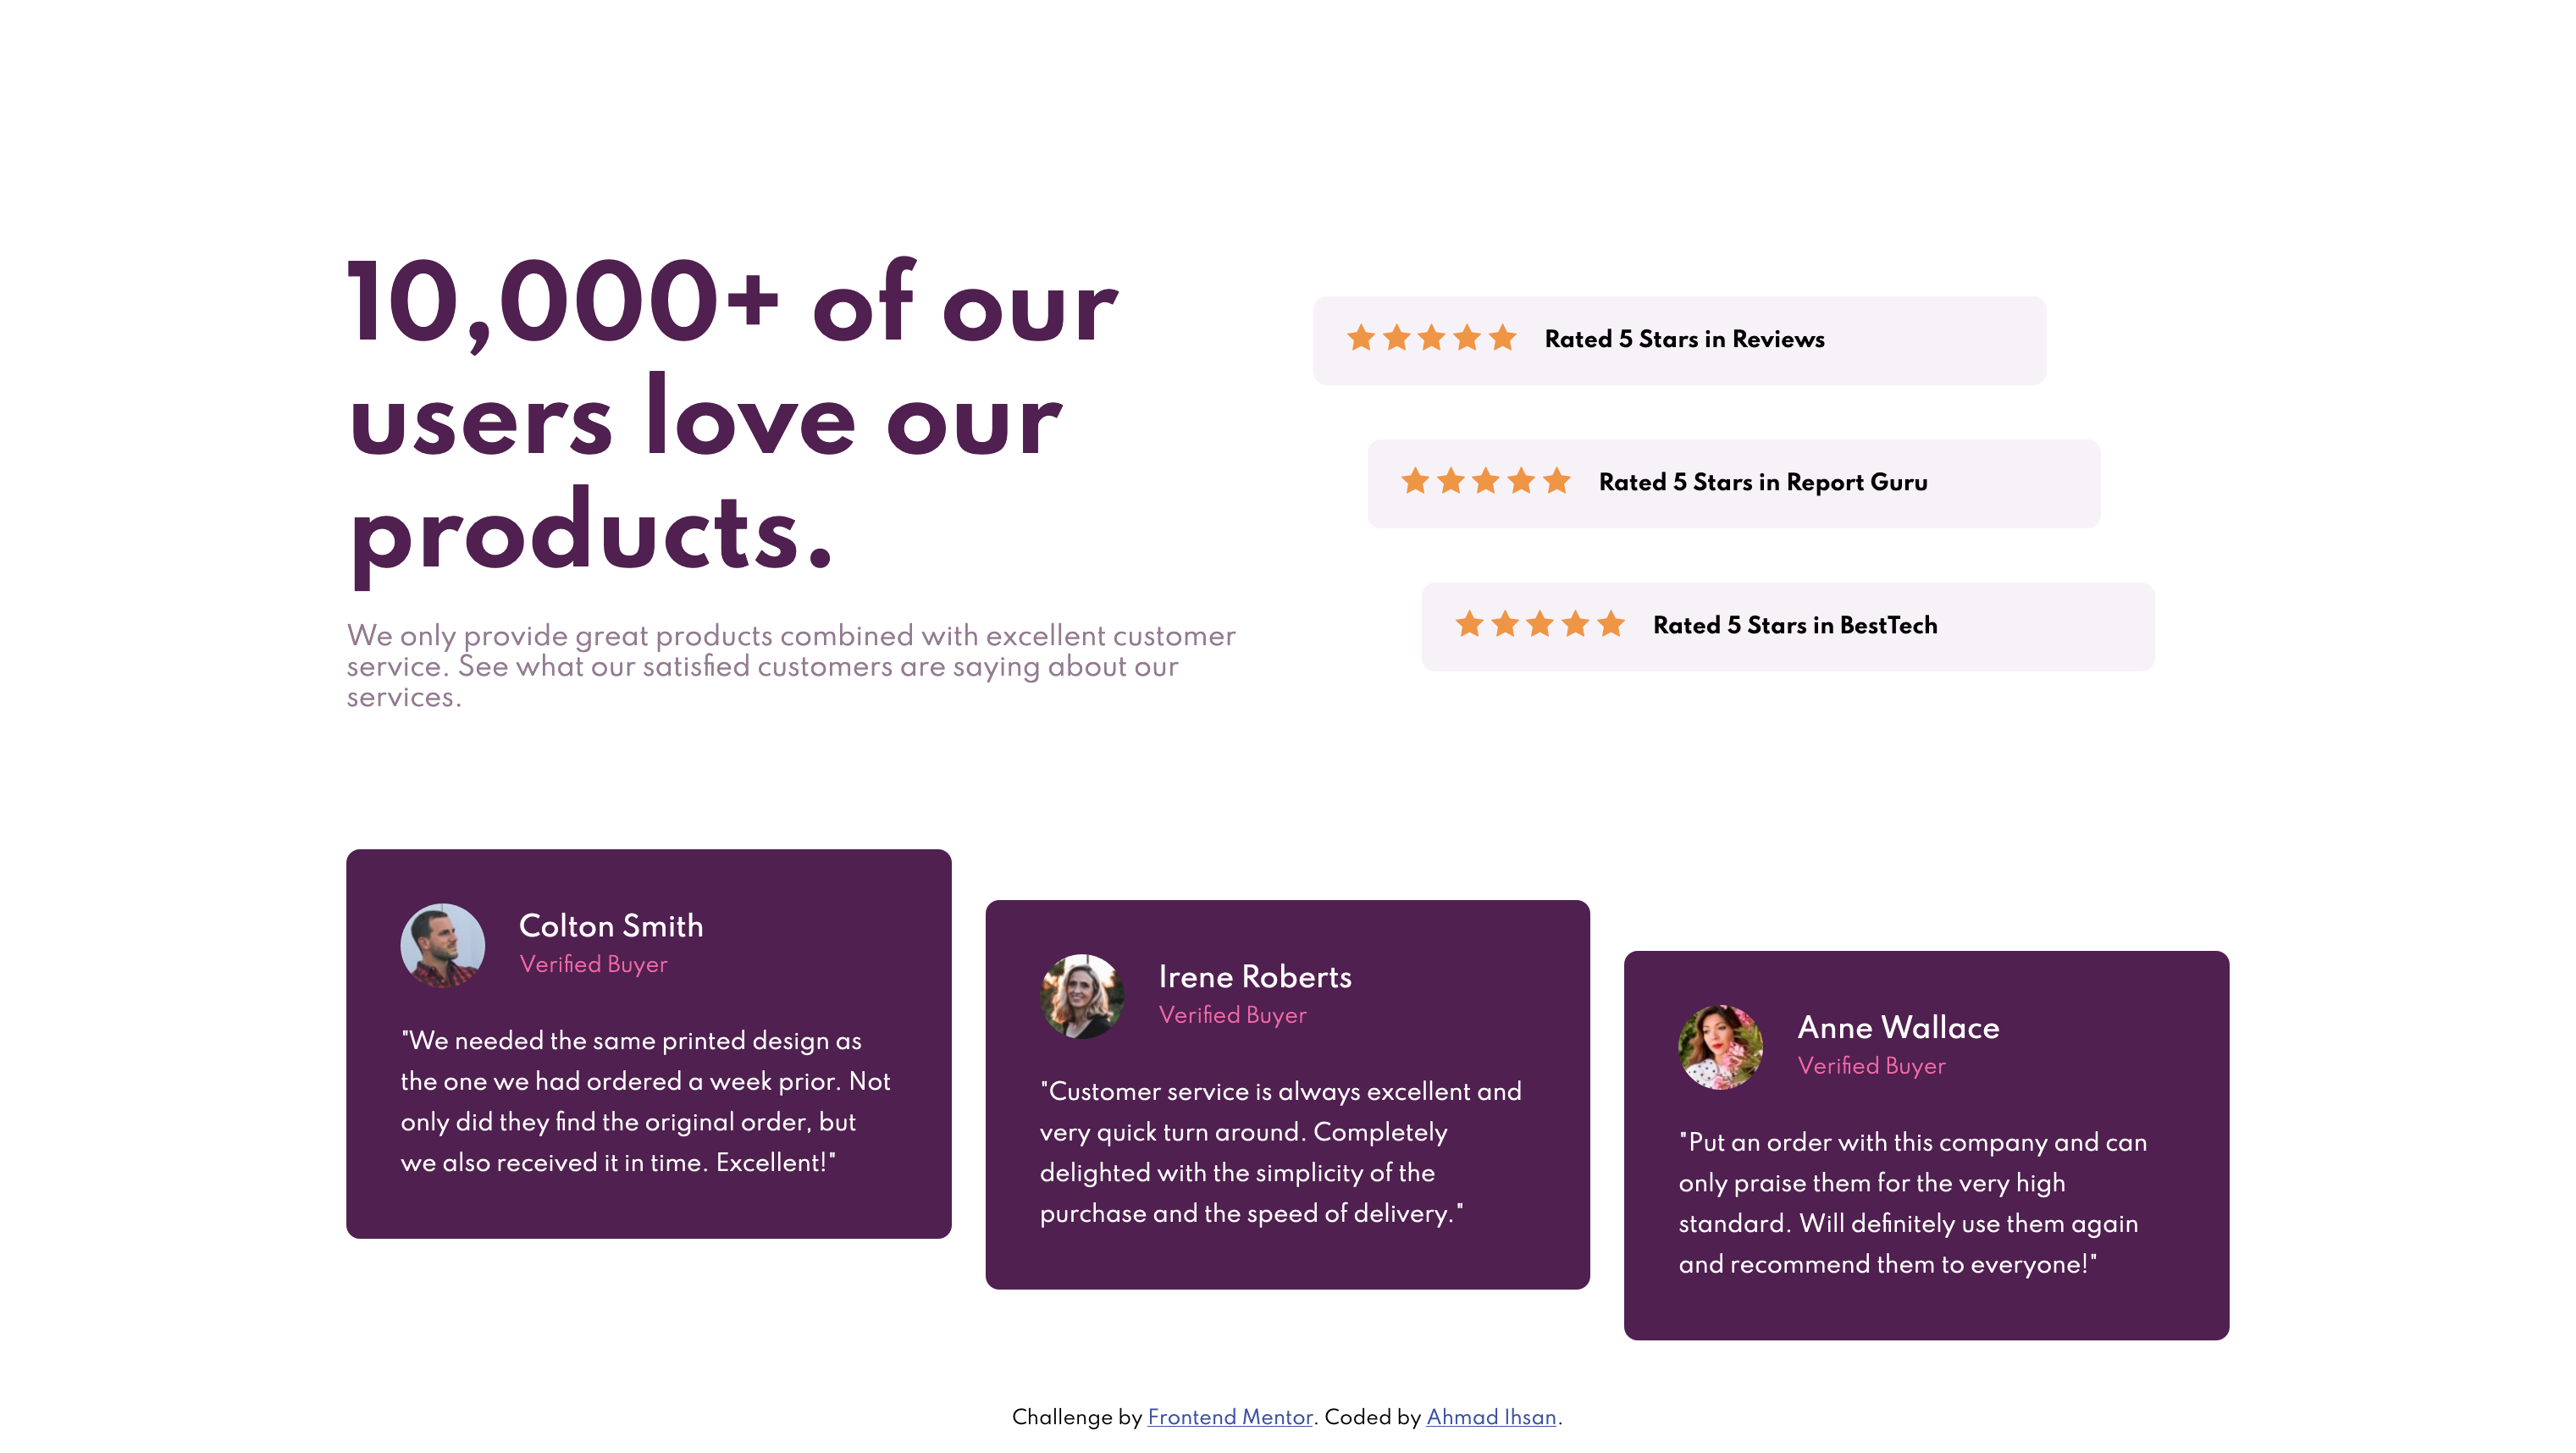 10,000+ of our
users love our
products.
We only provide great products combined with excellent customer
service. See what our satisfied customers are saying about our
services.
Rated 5 Stars in Reviews
Rated 5 Stars in Report Guru
Rated 5 Stars in BestTech
Colton Smith
Verified Buyer
"We needed the same printed design as
the one we had ordered a week prior. Not
only did they find the original order, but
we also received it in time. Excellent!"
Irene Roberts
Verified Buyer
"Customer service is always excellent and
very quick turn around. Completely
delighted with the simplicity of the
purchase and the speed of delivery."
Anne Wallace
Verified Buyer
"Put an order with this company and can
only praise them for the very high
standard. Will definitely use them again
and recommend them to everyone!"
Challenge by Frontend Mentor. Coded by Ahmad Ihsan.